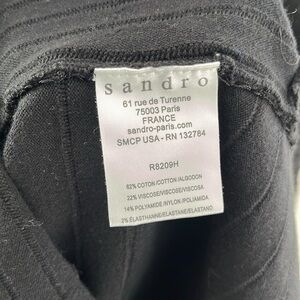 sandro
61 rue de Turenne
75003 Paris
FRANCE
sandro-paris.com
SMCP USA - RN 132784
R8209H
62% COTTON/COTTON/ALGODON
22% VISCOSE/VISCOSE/VISCOSA
14% POLYAMIDE/NYLON/POLIAMIDA
2% ELASTHANNE/ELASTANE/ELASTANO